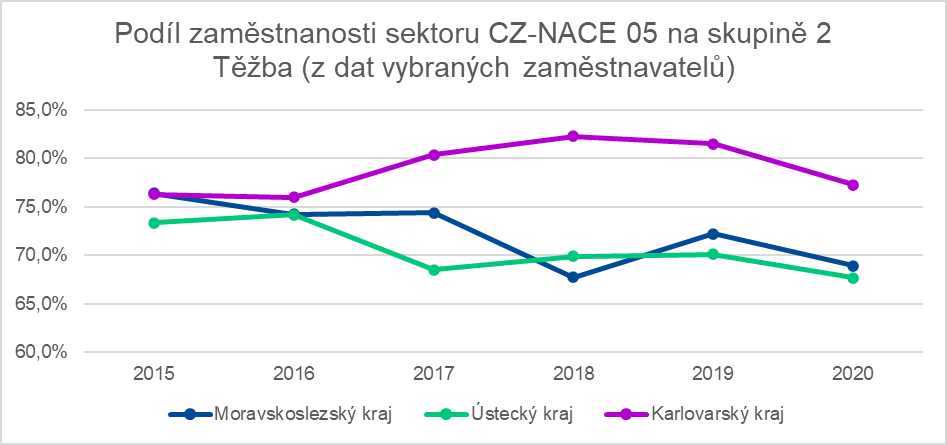 Podíl zaměstnanosti sektoru CZ-NACE 05 na skupině 2
Těžba (z dat vybraných zaměstnavatelů)
85,0%
80,0%
75,0%
70,0%
65,0%
60,0%
2015 2016 2017 2018 2019 2020
Moravskoslezský kraj Ústecký kraj Karlovarský kraj